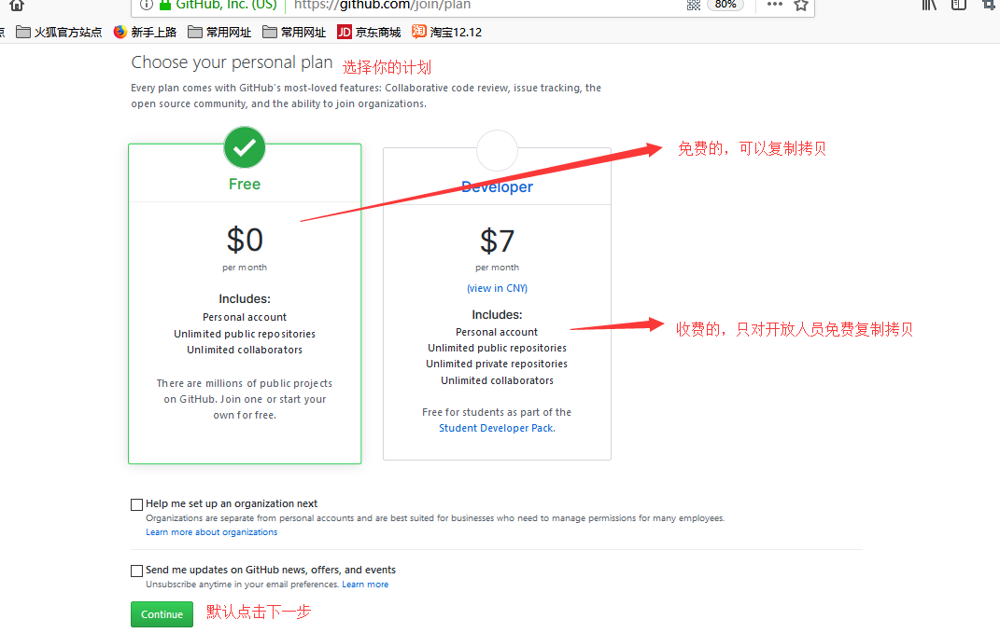 GitHub, Inc. (US)
https://github.com/join/plan
80%
火狐官方站点
新手上路
常用网址
常用网址
JD 京东商城
淘 淘宝12.12
Choose your personal plan
选择你的计划
Every plan comes with GitHub's most-loved features: Collaborative code review, issue tracking, the
open source community, and the ability to join organizations.
Free
$0
per month
Includes:
Personal account
Unlimited public repositories
Unlimited collaborators
There are millions of public projects
on GitHub. Join one or start your
own for free.
免费的，可以复制拷贝
Developer
$7
per month
(view in CNY)
Includes:
Personal account
Unlimited public repositories
Unlimited private repositories
Unlimited collaborators
Free for students as part of the
Student Developer Pack.
收费的，只对开放人员免费复制拷贝
Help me set up an organization next
Organizations are separate from personal accounts and are best suited for businesses who need to manage permissions for many employees.
Learn more about organizations
Send me updates on GitHub news, offers, and events
Unsubscribe anytime in your email preferences. Learn more
Continue
默认点击下一步